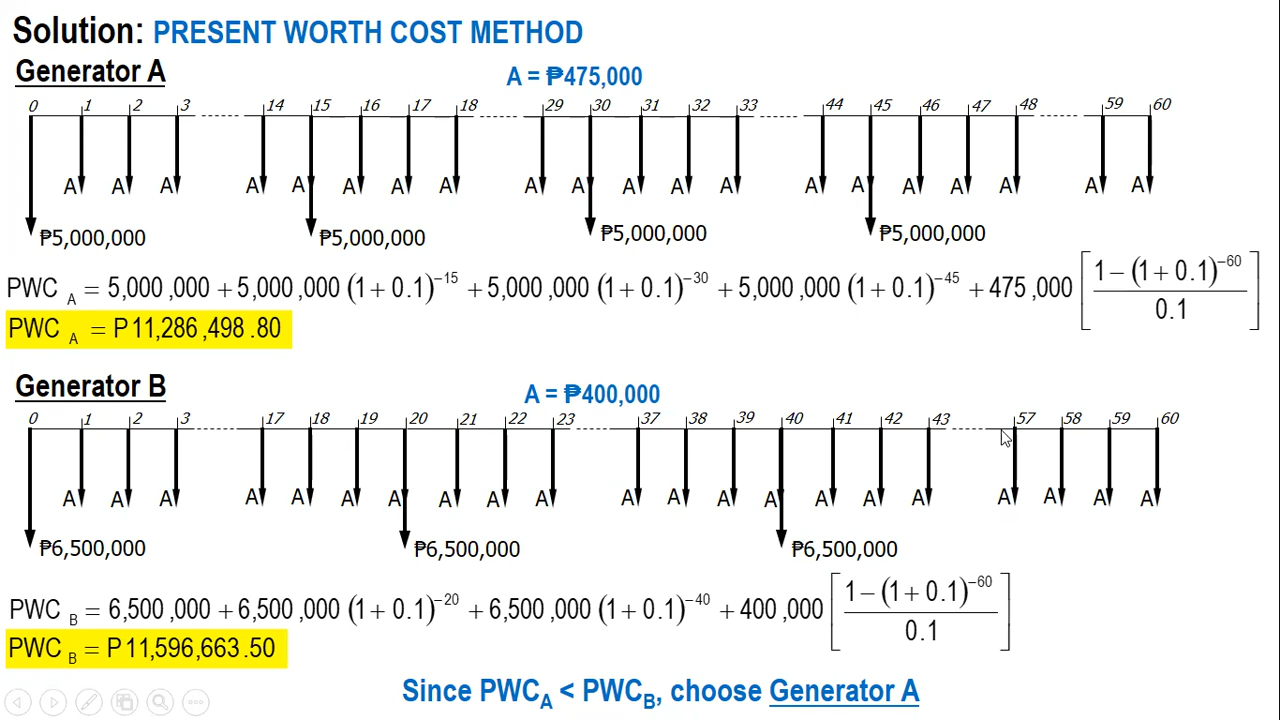 Solution: PRESENT WORTH COST METHOD
Generator A
A = ₱475,000
0 1 2 3 14 15 16 17 18 29 30 31 32 33 44 45 46 47 48 59 60
A A A A A A A A A A A A A A A A A A A A
₱5,000,000 ₱5,000,000 ₱5,000,000 ₱5,000,000
PWC A = 5,000,000 + 5,000,000 (1 + 0.1)⁻¹⁵ + 5,000,000 (1 + 0.1)⁻³⁰ + 5,000,000 (1 + 0.1)⁻⁴⁵ + 475,000 [ (1 − (1 + 0.1)⁻⁶⁰) / 0.1 ]
PWC A = P 11,286,498.80
Generator B
A = ₱400,000
0 1 2 3 17 18 19 20 21 22 23 37 38 39 40 41 42 43 57 58 59 60
A A A A A A A A A A A A A A A A A A A A A
₱6,500,000 ₱6,500,000 ₱6,500,000
PWC B = 6,500,000 + 6,500,000 (1 + 0.1)⁻²⁰ + 6,500,000 (1 + 0.1)⁻⁴⁰ + 400,000 [ (1 − (1 + 0.1)⁻⁶⁰) / 0.1 ]
PWC B = P 11,596,663.50
Since PWCA < PWCB, choose Generator A